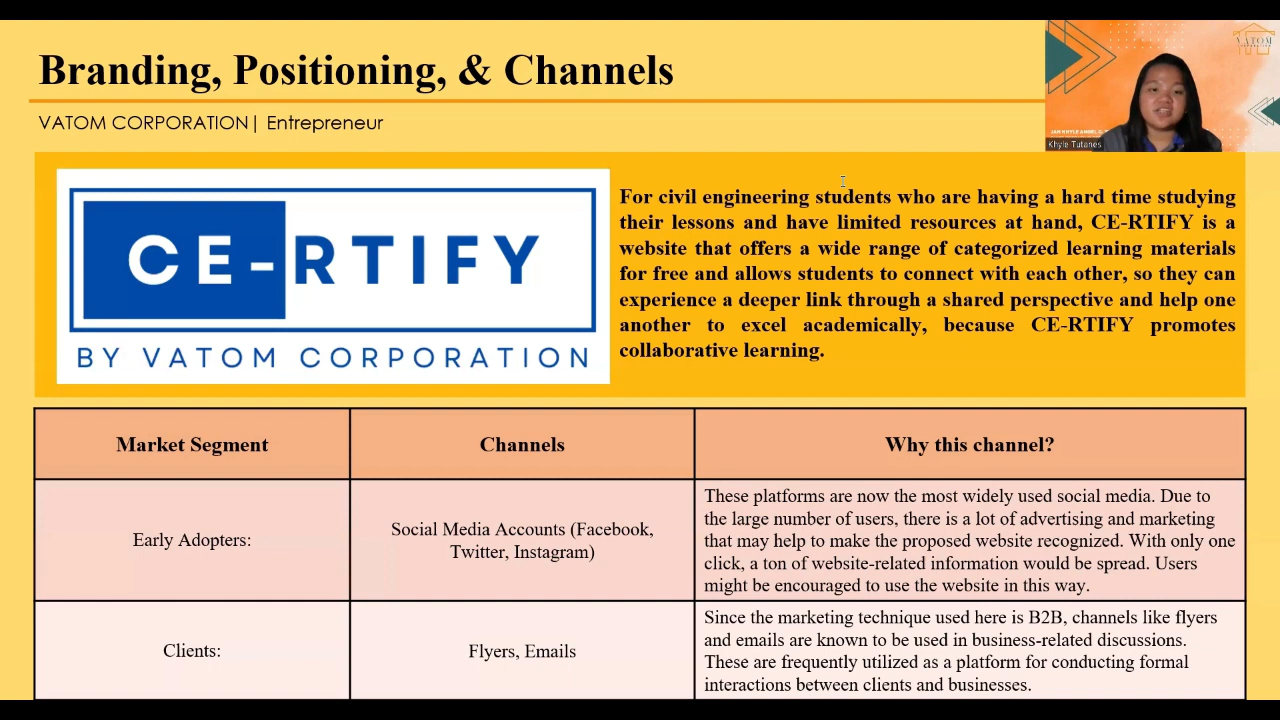 Branding, Positioning, & Channels
VATOM CORPORATION| Entrepreneur
VATOM
Khyle Tutanes
CE-RTIFY
BY VATOM CORPORATION
For civil engineering students who are having a hard time studying
their lessons and have limited resources at hand, CE-RTIFY is a
website that offers a wide range of categorized learning materials
for free and allows students to connect with each other, so they can
experience a deeper link through a shared perspective and help one
another to excel academically, because CE-RTIFY promotes
collaborative learning.
Market Segment
Channels
Why this channel?
Early Adopters:
Social Media Accounts (Facebook,
Twitter, Instagram)
These platforms are now the most widely used social media. Due to
the large number of users, there is a lot of advertising and marketing
that may help to make the proposed website recognized. With only one
click, a ton of website-related information would be spread. Users
might be encouraged to use the website in this way.
Clients:
Flyers, Emails
Since the marketing technique used here is B2B, channels like flyers
and emails are known to be used in business-related discussions.
These are frequently utilized as a platform for conducting formal
interactions between clients and businesses.